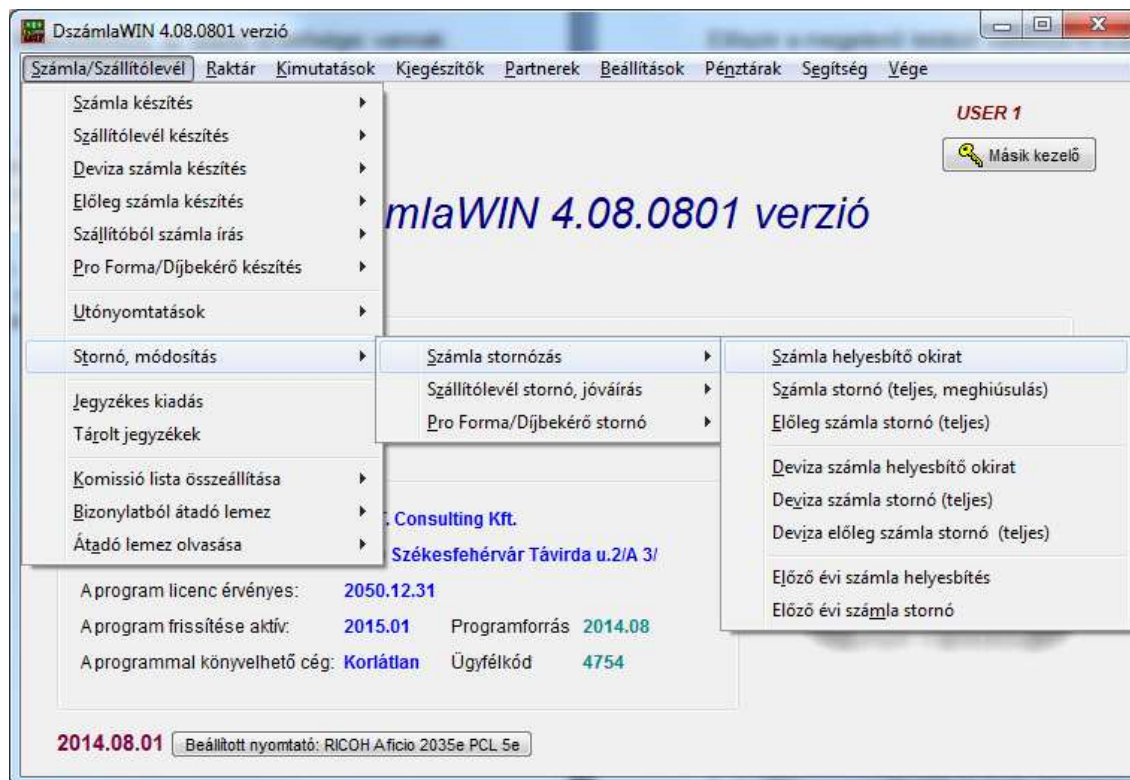 DszámlaWIN 4.08.0801 verzió
Számla/Szállítólevél Raktár Kimutatások Kiegészítők Partnerek Beállítások Pénztárak Segítség Vége
Számla készítés
Szállítólevél készítés
Deviza számla készítés
Előleg számla készítés
Szállítóból számla írás
Pro Forma/Díjbekérő készítés
Utónyomtatások
Stornó, módosítás
Jegyzékes kiadás
Tárolt jegyzékek
Komissió lista összeállítása
Bizonylatból átadó lemez
Átadó lemez olvasása
Számla stornózás
Szállítólevél stornó, jóváírás
Pro Forma/Díjbekérő stornó
Számla helyesbítő okirat
Számla stornó (teljes, meghiúsulás)
Előleg számla stornó (teljes)
Deviza számla helyesbítő okirat
Deviza számla stornó (teljes)
Deviza előleg számla stornó (teljes)
Előző évi számla helyesbítés
Előző évi számla stornó
USER 1
Másik kezelő
mlaWIN 4.08.0801 verzió
. Consulting Kft.
Székesfehérvár Távirda u.2/A 3/
A program licenc érvényes: 2050.12.31
A program frissítése aktív: 2015.01 Programforrás 2014.08
A programmal könyvelhető cég: Korlátlan Ügyfélkód 4754
2014.08.01 Beállított nyomtató: RICOH Aficio 2035e PCL 5e